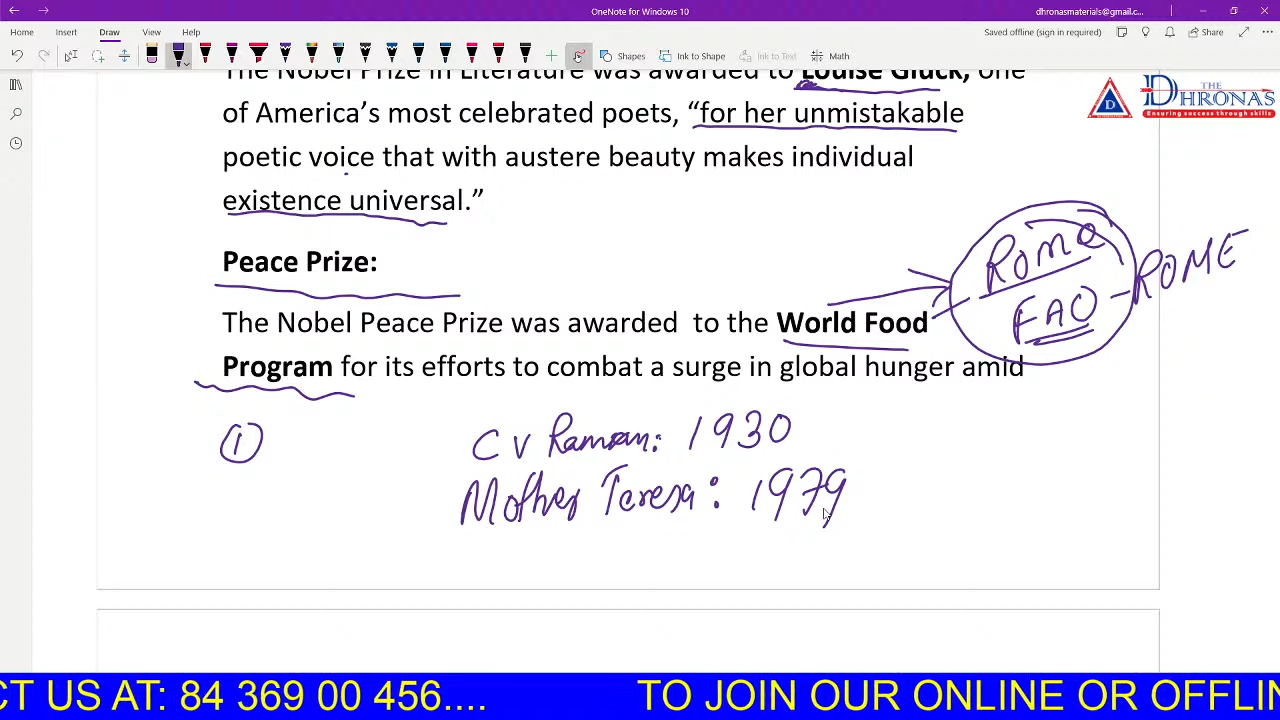 OneNote for Windows 10
dhronasmaterials@gmail.c...
Home Insert Draw View Help
Saved offline (sign in required)
Share
Shapes Ink to Shape Ink to Text Math
The Nobel Prize in Literature was awarded to Louise Gluck, one
of America's most celebrated poets, “for her unmistakable
poetic voice that with austere beauty makes individual
existence universal.”
THE
DHRONAS
Ensuring success through skills
Peace Prize:
Rome
FAO - ROME
The Nobel Peace Prize was awarded to the World Food
Program for its efforts to combat a surge in global hunger amid
1
C V Raman: 1930
Mother Teresa: 1979
CT US AT: 84 369 00 456.... TO JOIN OUR ONLINE OR OFFLIN